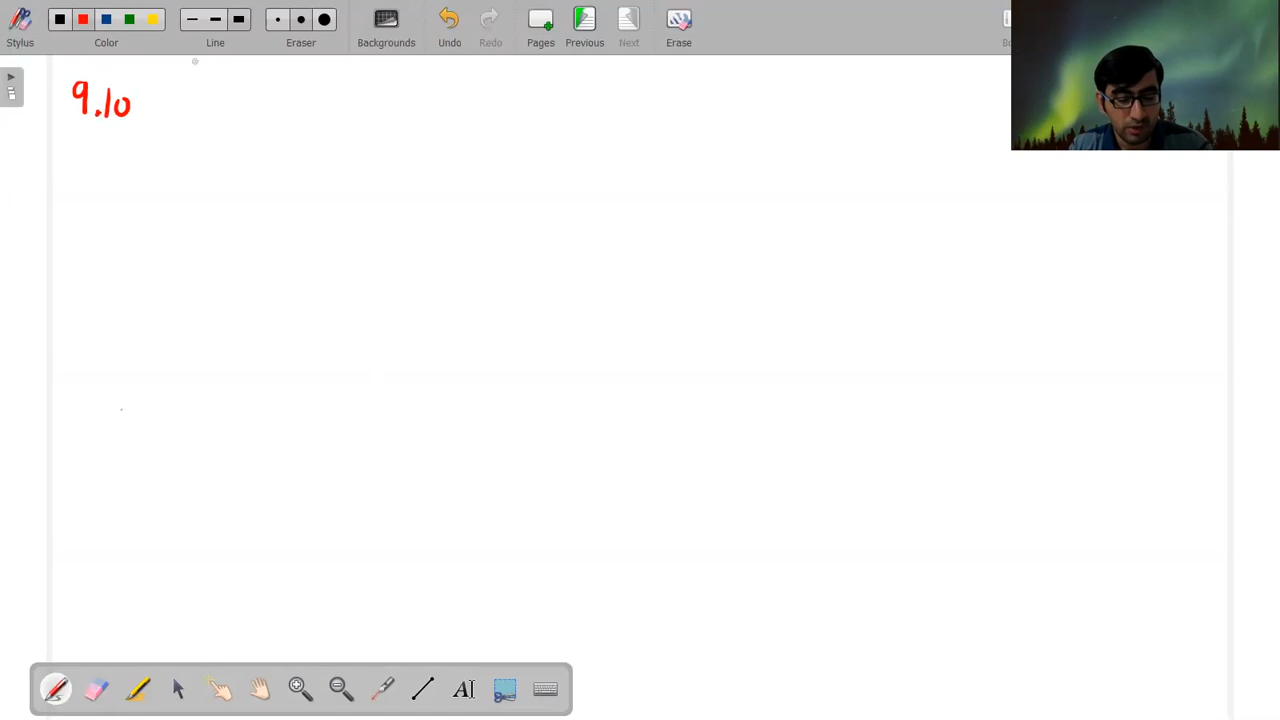 Stylus
Color
Line
Eraser
Backgrounds
Undo
Redo
Pages
Previous
Next
Erase
9.10